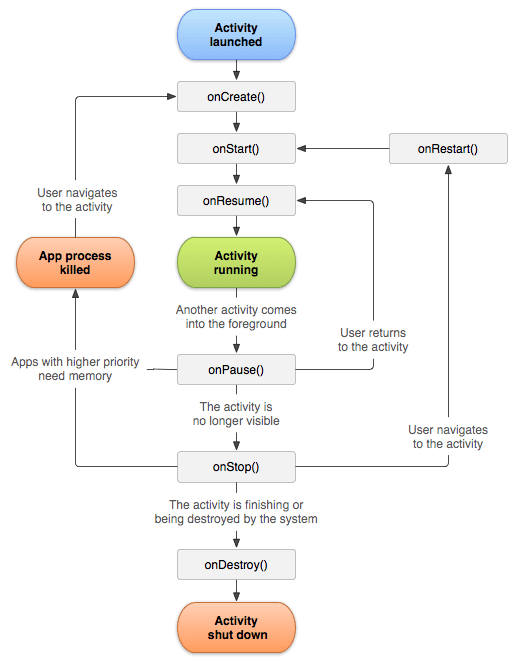 Activity
launched
onCreate()
onStart()
onRestart()
User navigates
to the activity
onResume()
App process
killed
Activity
running
Another activity comes
into the foreground
User returns
to the activity
Apps with higher priority
need memory
onPause()
The activity is
no longer visible
User navigates
to the activity
onStop()
The activity is finishing or
being destroyed by the system
onDestroy()
Activity
shut down